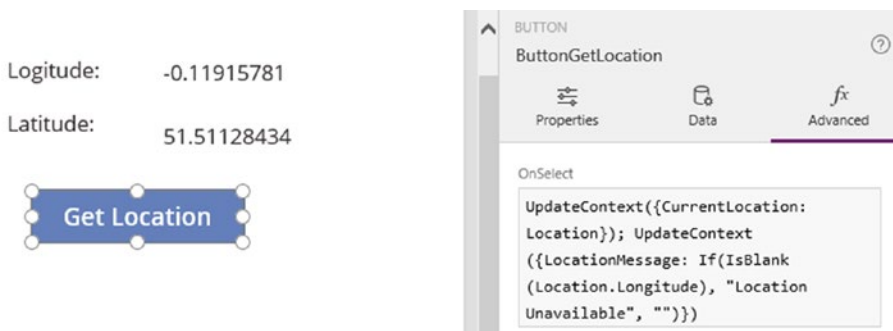 Logitude: -0.11915781
Latitude: 51.51128434
Get Location
BUTTON
ButtonGetLocation
Properties Data fx Advanced
OnSelect
UpdateContext({CurrentLocation:
Location}); UpdateContext
({LocationMessage: If(IsBlank
(Location.Longitude), "Location
Unavailable", "")})